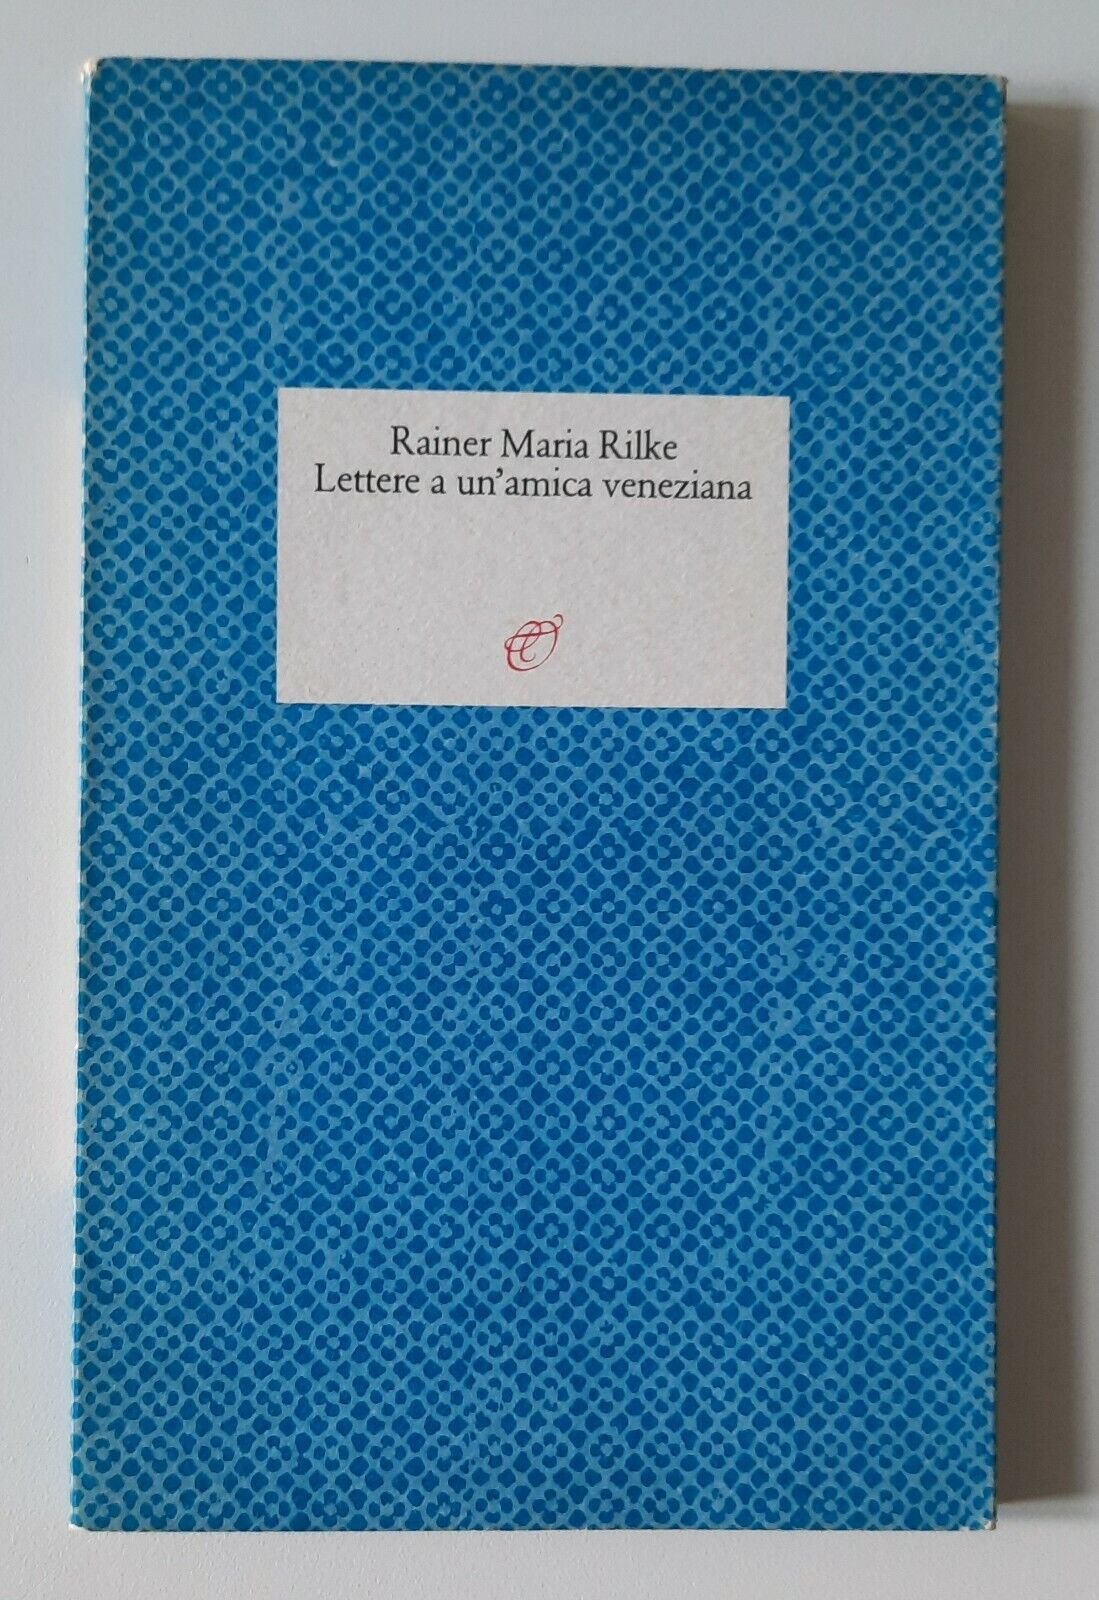 Rainer Maria Rilke
Lettere a un'amica veneziana